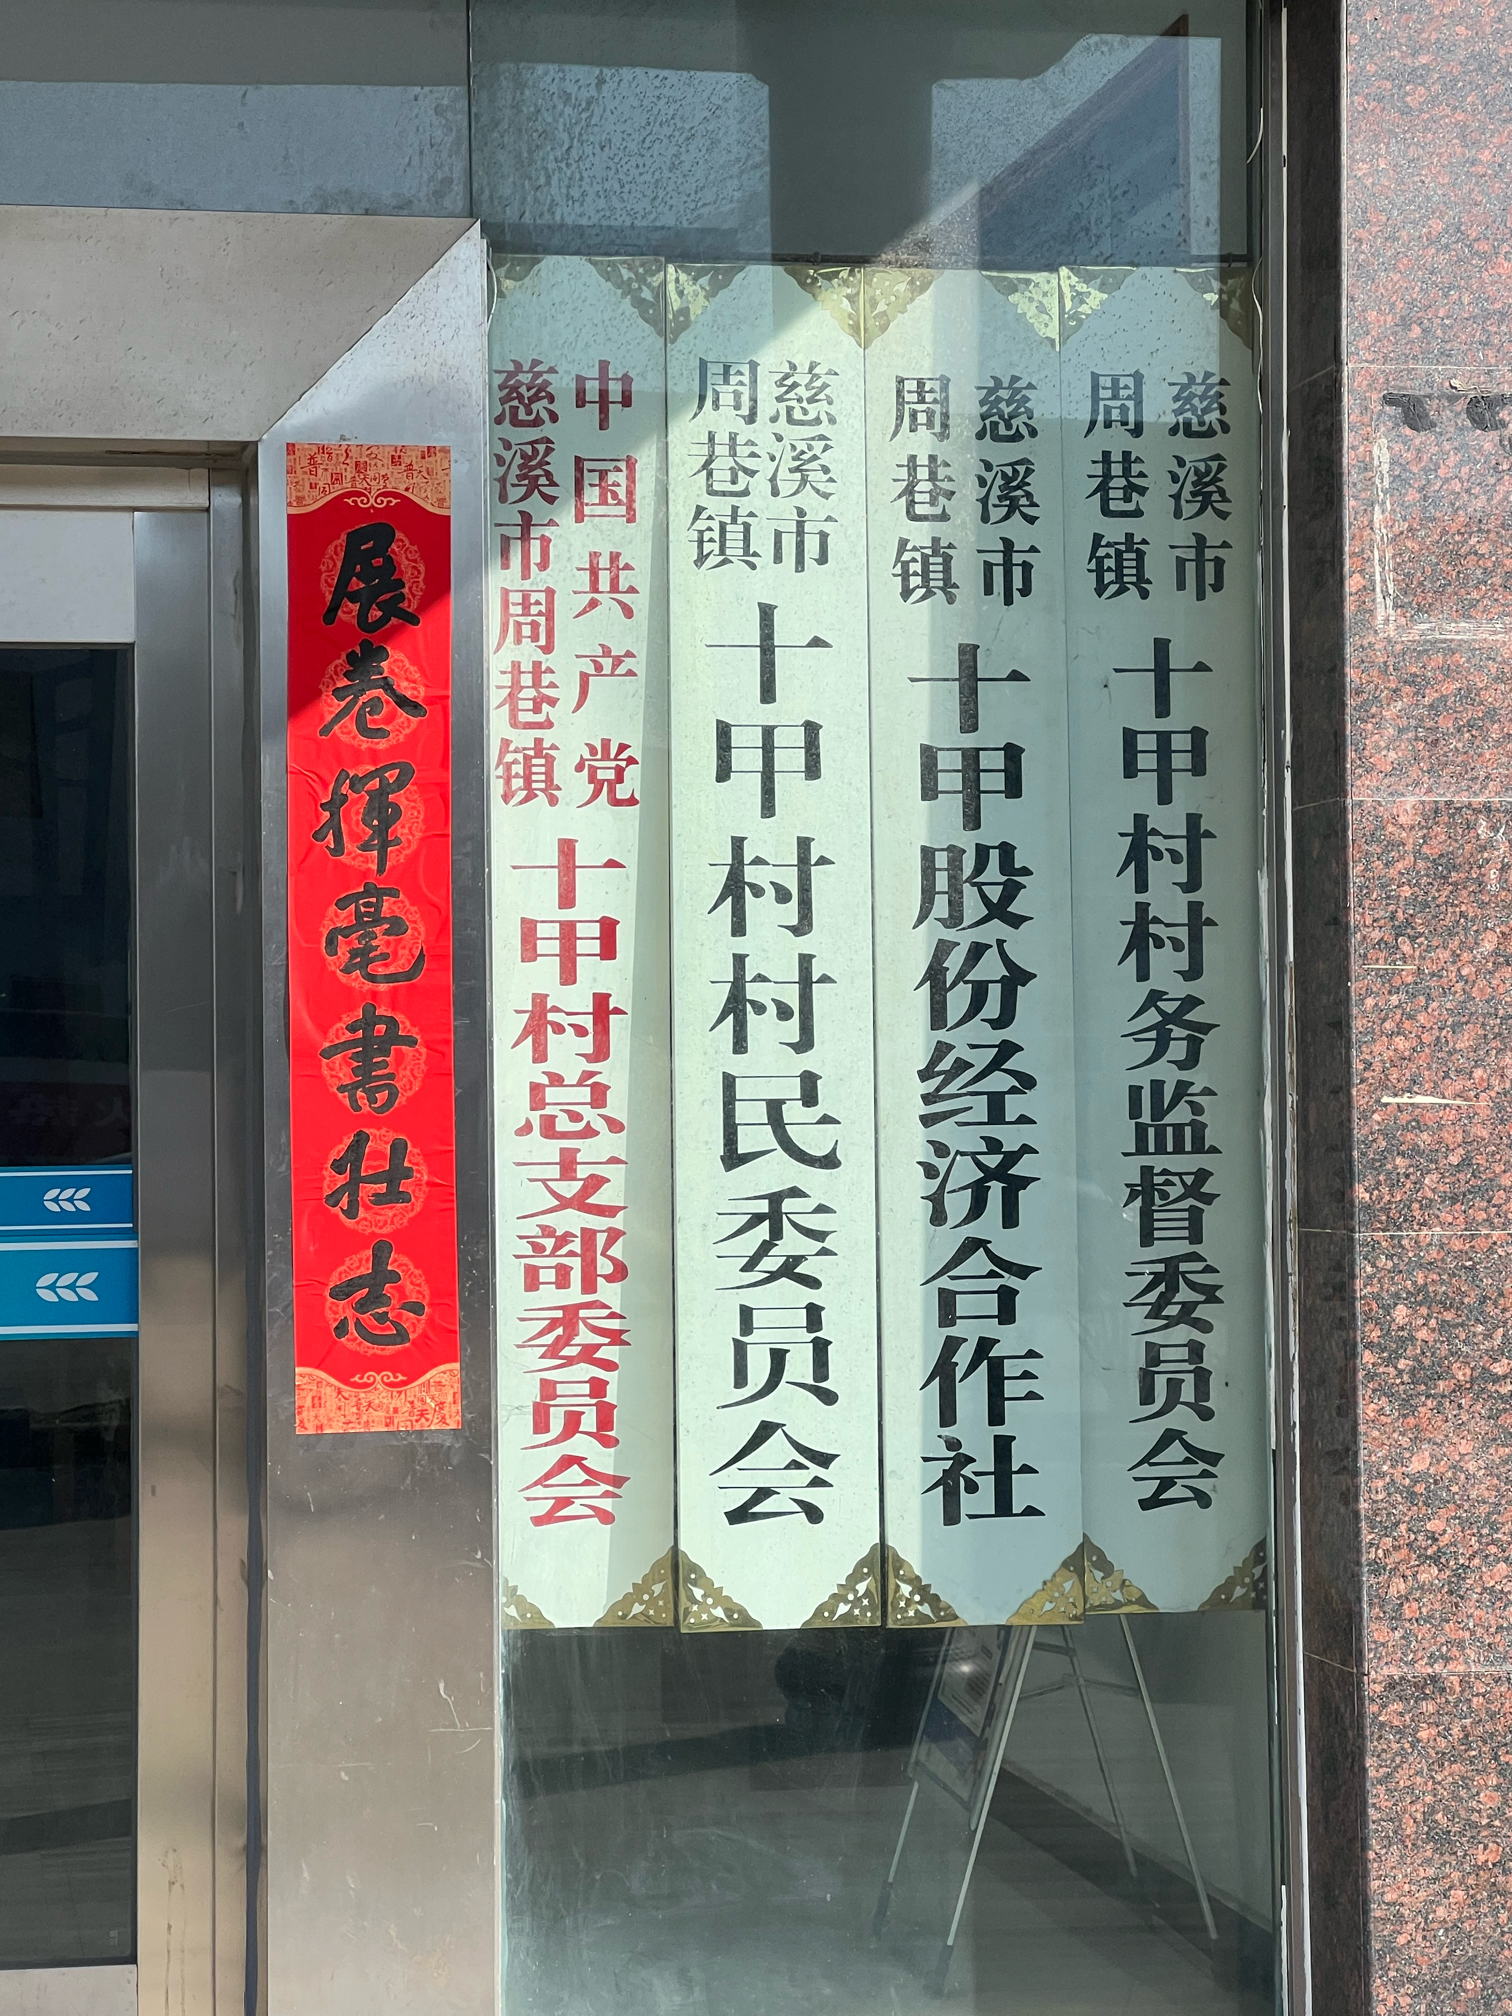 展卷揮毫書壮志
中国共产党
慈溪市周巷镇
十甲村总支部委员会
慈溪市
周巷镇
十甲村村民委员会
慈溪市
周巷镇
十甲股份经济合作社
慈溪市
周巷镇
十甲村村务监督委员会